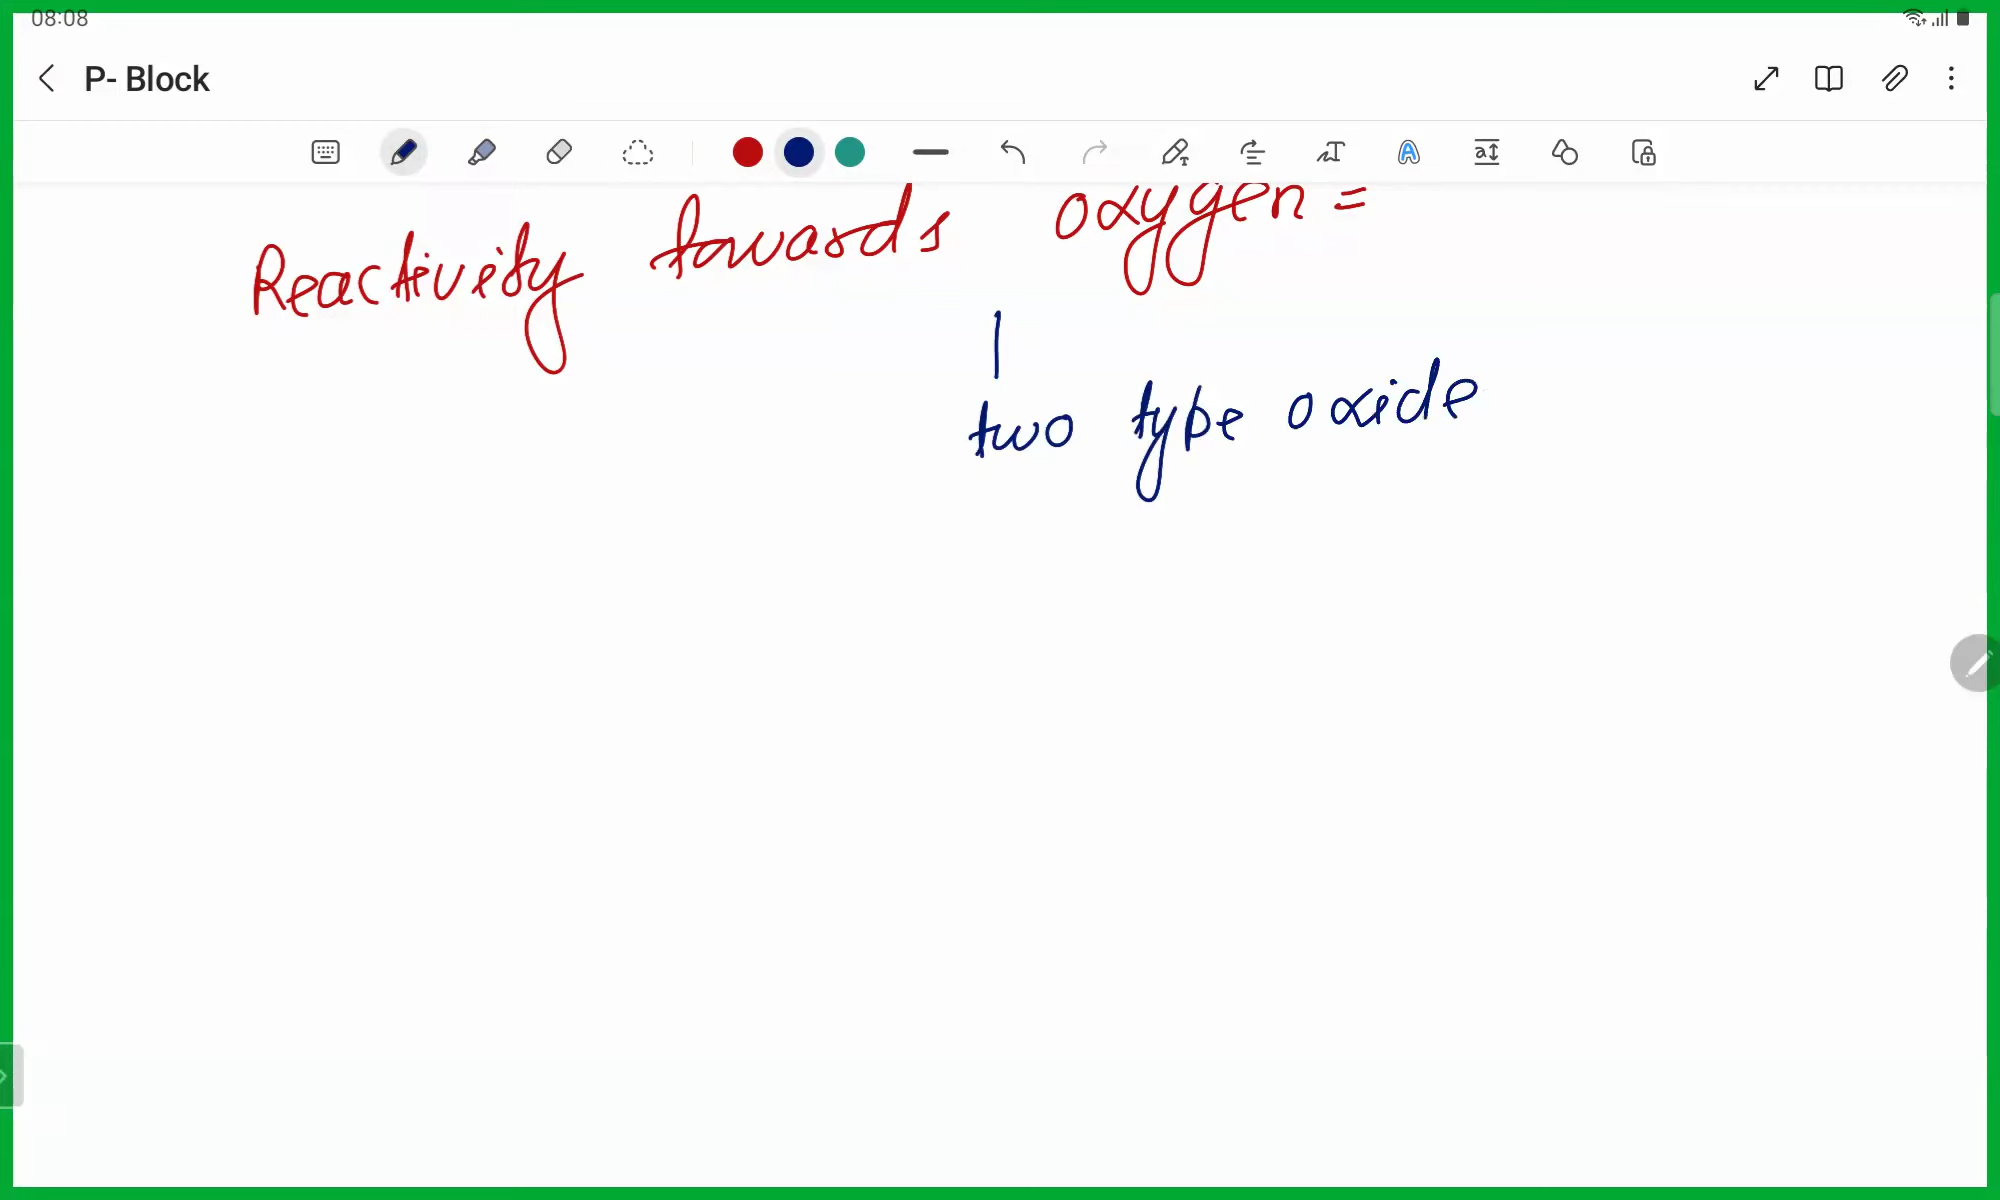 08:08
P- Block
Reactivity towards oxygen =
two type oxide